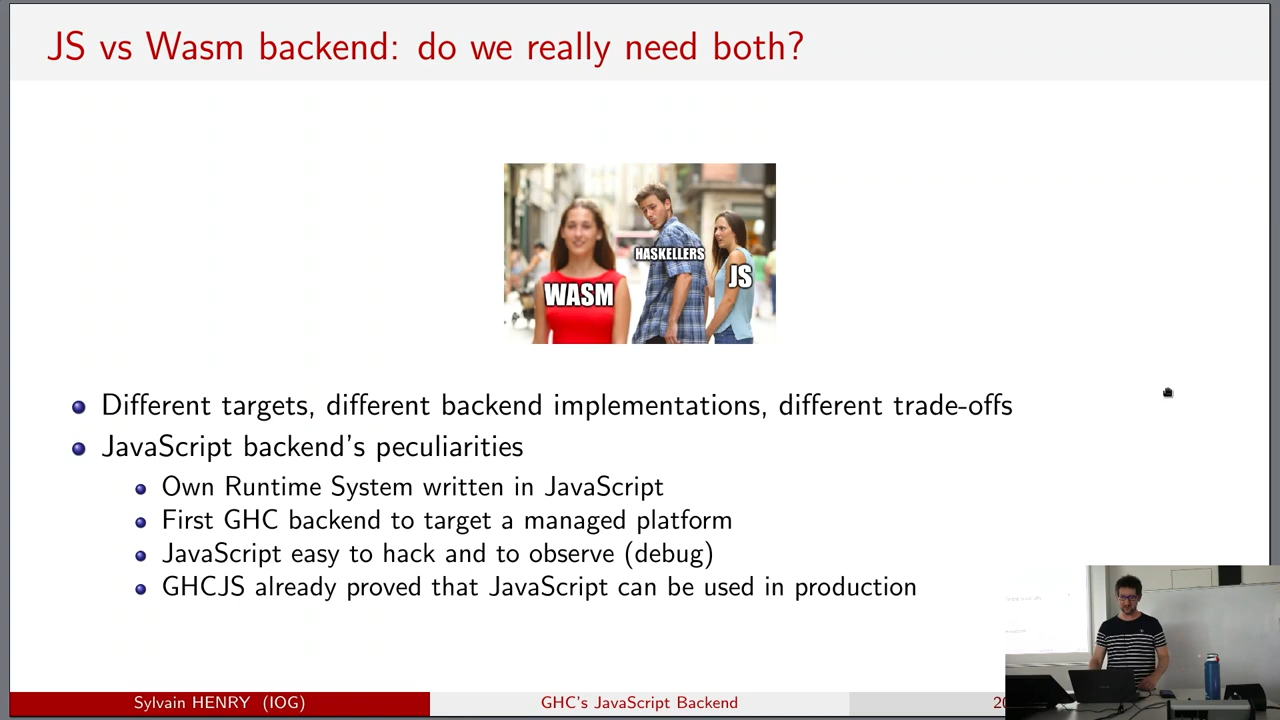 JS vs Wasm backend: do we really need both?
WASM
HASKELLERS
JS
Different targets, different backend implementations, different trade-offs
JavaScript backend's peculiarities
Own Runtime System written in JavaScript
First GHC backend to target a managed platform
JavaScript easy to hack and to observe (debug)
GHCJS already proved that JavaScript can be used in production
Sylvain HENRY (IOG)
GHC's JavaScript Backend